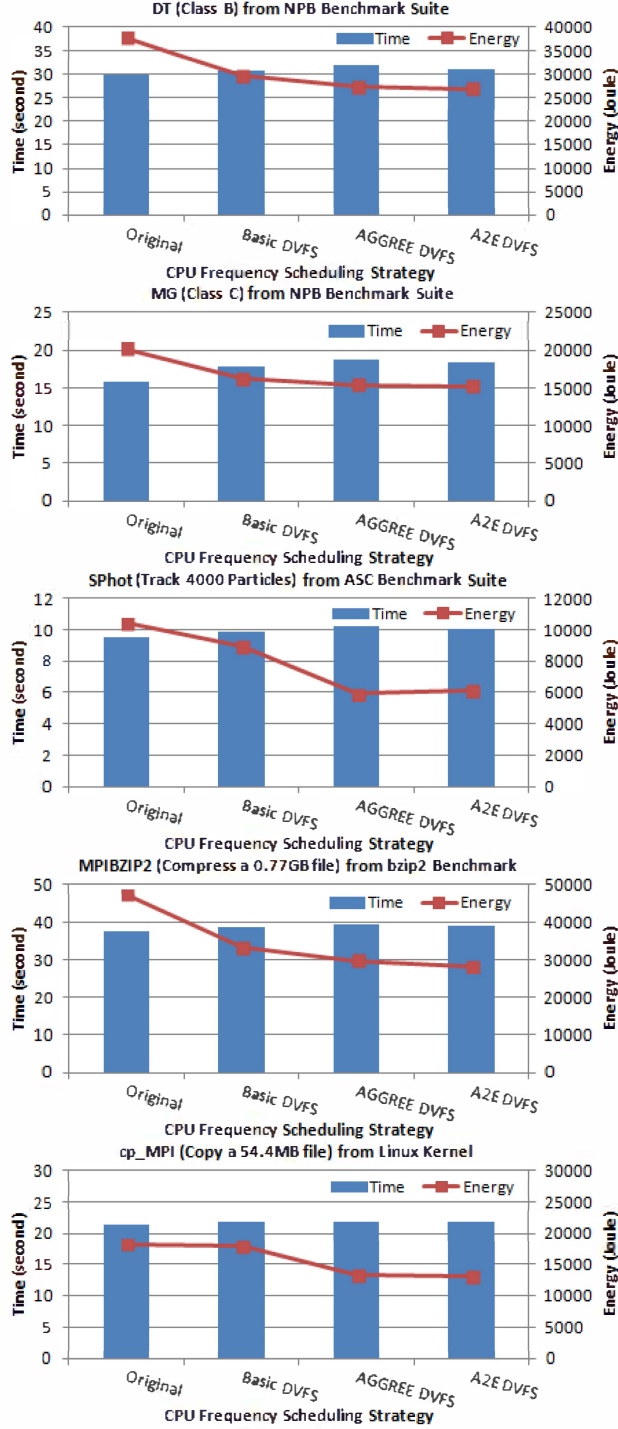 DT (Class B) from NPB Benchmark Suite
Time Energy
Time (second)
40
35
30
25
20
15
10
5
0
Energy (Joule)
40000
35000
30000
25000
20000
15000
10000
5000
0
Original Basic DVFS AGGREE DVFS A2E DVFS
CPU Frequency Scheduling Strategy
MG (Class C) from NPB Benchmark Suite
Time Energy
Time (second)
25
20
15
10
5
0
Energy (Joule)
25000
20000
15000
10000
5000
0
Original Basic DVFS AGGREE DVFS A2E DVFS
CPU Frequency Scheduling Strategy
SPhot (Track 4000 Particles) from ASC Benchmark Suite
Time Energy
Time (second)
12
10
8
6
4
2
0
Energy (Joule)
12000
10000
8000
6000
4000
2000
0
Original Basic DVFS AGGREE DVFS A2E DVFS
CPU Frequency Scheduling Strategy
MPIBZIP2 (Compress a 0.77GB file) from bzip2 Benchmark
Time Energy
Time (second)
50
40
30
20
10
0
Energy (Joule)
50000
40000
30000
20000
10000
0
Original Basic DVFS AGGREE DVFS A2E DVFS
CPU Frequency Scheduling Strategy
cp_MPI (Copy a 54.4MB file) from Linux Kernel
Time Energy
Time (second)
30
25
20
15
10
5
0
Energy (Joule)
30000
25000
20000
15000
10000
5000
0
Original Basic DVFS AGGREE DVFS A2E DVFS
CPU Frequency Scheduling Strategy